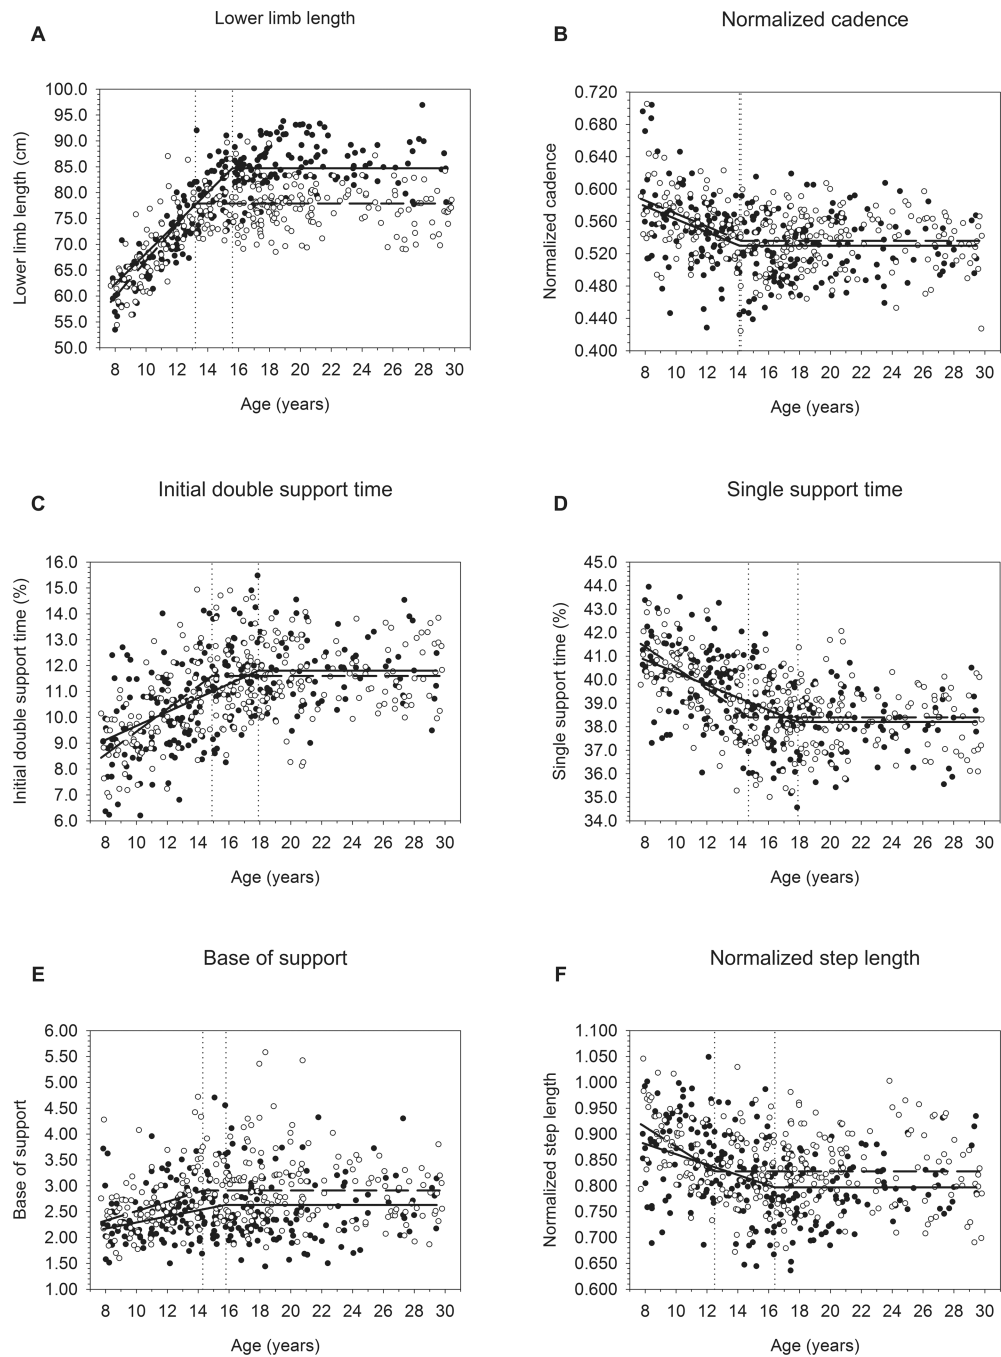 Lower limb length
A
100.0
95.0
90.0
85.0
80.0
75.0
70.0
65.0
60.0
55.0
50.0
Lower limb length (cm)
8 10 12 14 16 18 20 22 24 26 28 30
Age (years)
Normalized cadence
B
0.720
0.640
0.600
0.560
0.520
0.480
0.440
0.400
Normalized cadence
8 10 12 14 16 18 20 22 24 26 28 30
Age (years)
Initial double support time
C
16.0
15.0
14.0
13.0
12.0
11.0
10.0
9.0
8.0
7.0
6.0
Initial double support time (%)
8 10 12 14 16 18 20 22 24 26 28 30
Age (years)
Single support time
D
45.0
44.0
43.0
42.0
41.0
40.0
39.0
38.0
37.0
36.0
35.0
34.0
Single support time (%)
8 10 12 14 16 18 20 22 24 26 28 30
Age (years)
Base of support
E
6.00
5.00
5.00
4.50
4.00
3.50
3.00
2.50
2.00
1.50
1.00
Base of support
8 10 12 14 16 18 20 22 24 26 28 30
Age (years)
Normalized step length
F
1.100
1.050
1.000
0.950
0.900
0.850
0.800
0.750
0.700
0.650
0.600
Normalized step length
8 10 12 14 16 18 20 22 24 26 28 30
Age (years)